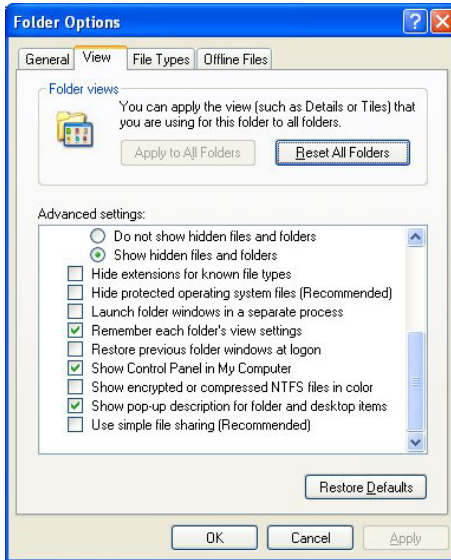 Folder Options
General View File Types Offline Files
Folder views
You can apply the view (such as Details or Tiles) that
you are using for this folder to all folders.
Apply to All Folders Reset All Folders
Advanced settings:
Do not show hidden files and folders
Show hidden files and folders
Hide extensions for known file types
Hide protected operating system files (Recommended)
Launch folder windows in a separate process
Remember each folder's view settings
Restore previous folder windows at logon
Show Control Panel in My Computer
Show encrypted or compressed NTFS files in color
Show pop-up description for folder and desktop items
Use simple file sharing (Recommended)
Restore Defaults
OK Cancel Apply